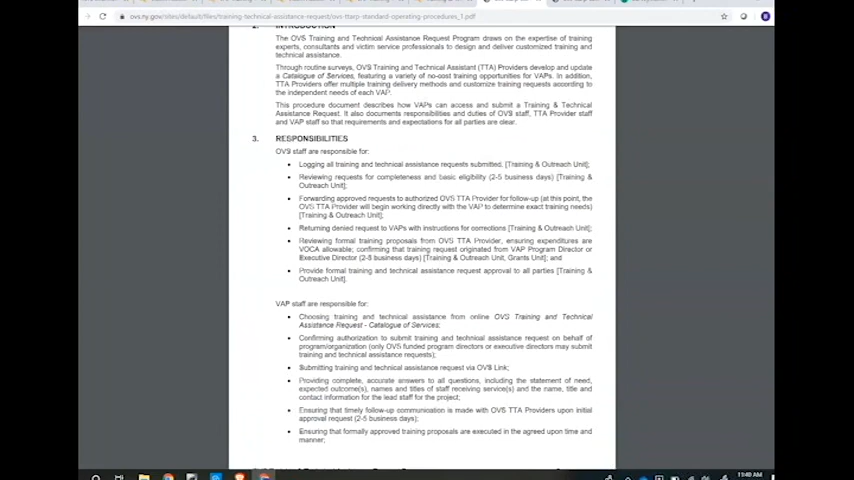 ovs.ny.gov/sites/default/files/training-technical-assistance-request/ovs-ttarp-standard-operating-procedures_1.pdf
2. INTRODUCTION
The OVS Training and Technical Assistance Request Program draws on the expertise of training
experts, consultants and victim service professionals to design and deliver customized training and
technical assistance.
Through routine surveys, OVS Training and Technical Assistant (TTA) Providers develop and update
a Catalogue of Services, featuring a variety of no-cost training opportunities for VAPs. In addition,
TTA Providers offer multiple training delivery methods and customize training requests according to
the independent needs of each VAP.
This procedure document describes how VAPs can access and submit a Training & Technical
Assistance Request. It also documents responsibilities and duties of OVS staff, TTA Provider staff
and VAP staff so that requirements and expectations for all parties are clear.
3. RESPONSIBILITIES
OVS staff are responsible for:
• Logging all training and technical assistance requests submitted, [Training & Outreach Unit];
• Reviewing requests for completeness and basic eligibility (2-5 business days) [Training &
Outreach Unit];
• Forwarding approved requests to authorized OVS TTA Provider for follow-up (at this point, the
OVS TTA Provider will begin working directly with the VAP to determine exact training needs)
[Training & Outreach Unit];
• Returning denied request to VAPs with instructions for corrections [Training & Outreach Unit];
• Reviewing formal training proposals from OVS TTA Provider, ensuring expenditures are
VOCA allowable; confirming that training request originated from VAP Program Director or
Executive Director (2-8 business days) [Training & Outreach Unit, Grants Unit]; and
• Provide formal training and technical assistance request approval to all parties [Training &
Outreach Unit].
VAP staff are responsible for:
• Choosing training and technical assistance from online OVS Training and Technical
Assistance Request - Catalogue of Services;
• Confirming authorization to submit training and technical assistance request on behalf of
program/organization (only OVS funded program directors or executive directors may submit
training and technical assistance requests);
• Submitting training and technical assistance request via OVS Link;
• Providing complete, accurate answers to all questions, including the statement of need,
expected outcome(s), names and titles of staff receiving service(s) and the name, title and
contact information for the lead staff for the project;
• Ensuring that timely follow-up communication is made with OVS TTA Providers upon initial
approval request (2-5 business days);
• Ensuring that formally approved training proposals are executed in the agreed upon time and
manner;
11:40 AM